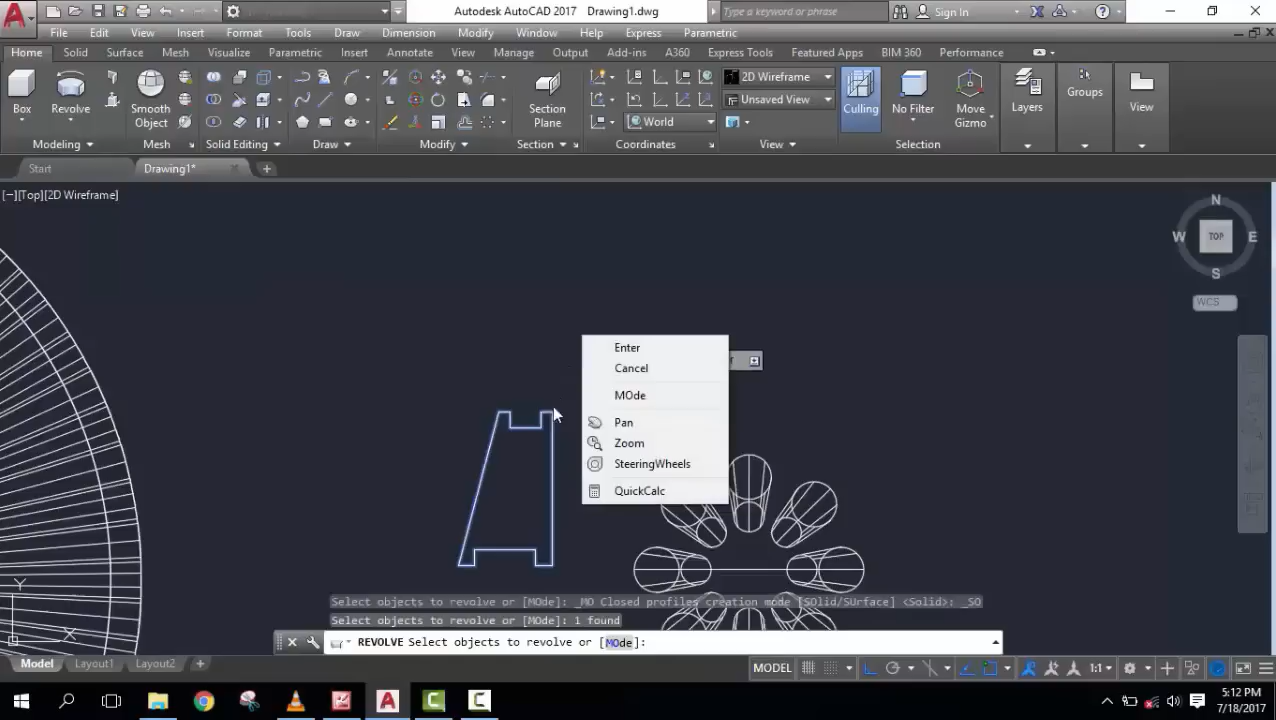 Autodesk AutoCAD 2017 Drawing1.dwg
Type a keyword or phrase
Sign In
File Edit View Insert Format Tools Draw Dimension Modify Window Help Express Parametric
Home Solid Surface Mesh Visualize Parametric Insert Annotate View Manage Output Add-ins A360 Express Tools Featured Apps BIM 360 Performance
Box
Revolve
Smooth
Object
Section
Plane
2D Wireframe
Unsaved View
World
Culling
No Filter
Move
Gizmo
Layers
Groups
View
Modeling
Mesh
Solid Editing
Draw
Modify
Section
Coordinates
View
Selection
Start
Drawing1*
[−][Top][2D Wireframe]
N
W
TOP
E
S
WCS
Enter
Cancel
MOde
Pan
Zoom
SteeringWheels
QuickCalc
Y
X
Select objects to revolve or [MOde]: _MO Closed profiles creation mode [SOlid/SUrface] <Solid>: _SO
Select objects to revolve or [MOde]: 1 found
REVOLVE Select objects to revolve or [MOde]:
Model Layout1 Layout2
MODEL
1:1
5:12 PM
7/18/2017